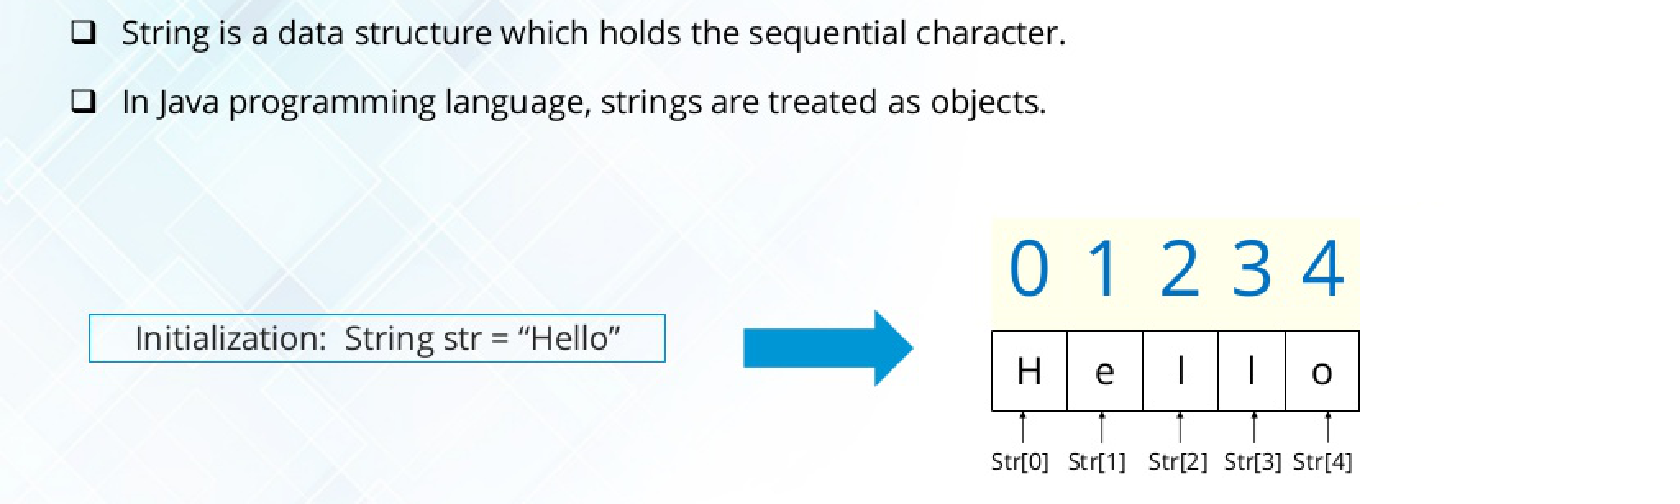 ❑ String is a data structure which holds the sequential character.
❑ In Java programming language, strings are treated as objects.
0 1 2 3 4
Initialization: String str = “Hello”
H e l l o
Str[0] Str[1] Str[2] Str[3] Str[4]